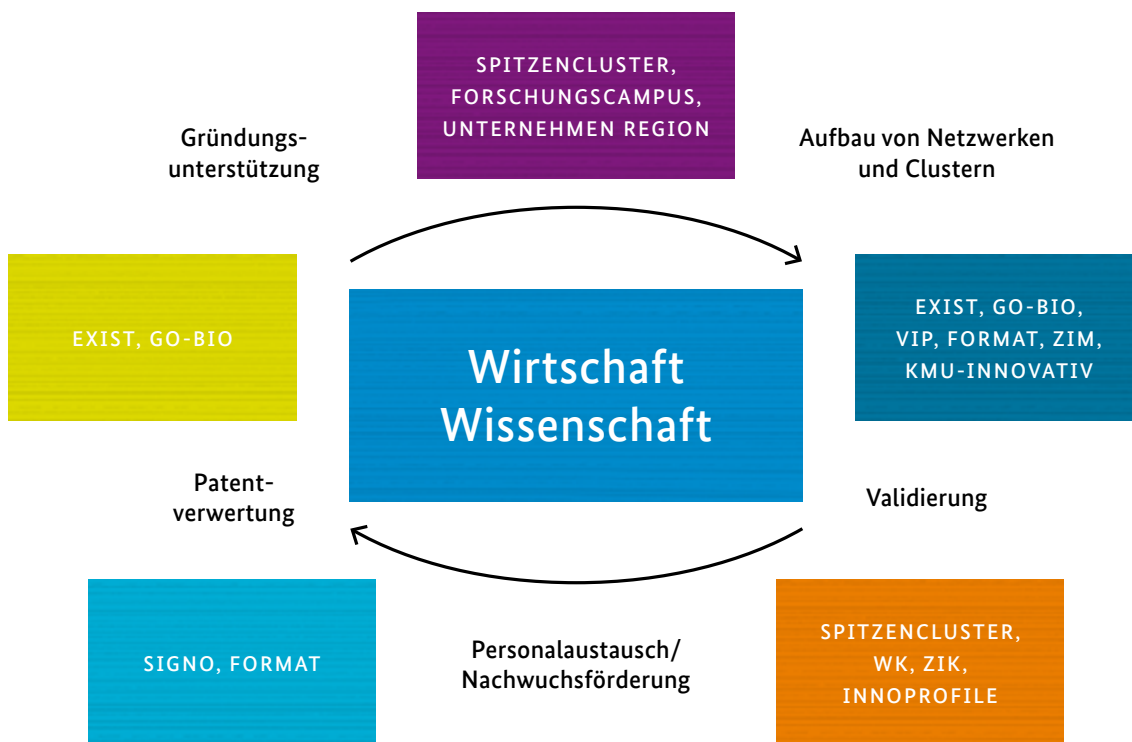 SPITZENCLUSTER,
FORSCHUNGSCAMPUS,
UNTERNEHMEN REGION
Gründungs-
unterstützung
Aufbau von Netzwerken
und Clustern
EXIST, GO-BIO
Wirtschaft
Wissenschaft
EXIST, GO-BIO,
VIP, FORMAT, ZIM,
KMU-INNOVATIV
Patent-
verwertung
Validierung
SIGNO, FORMAT
Personalaustausch/
Nachwuchsförderung
SPITZENCLUSTER,
WK, ZIK,
INNOPROFILE